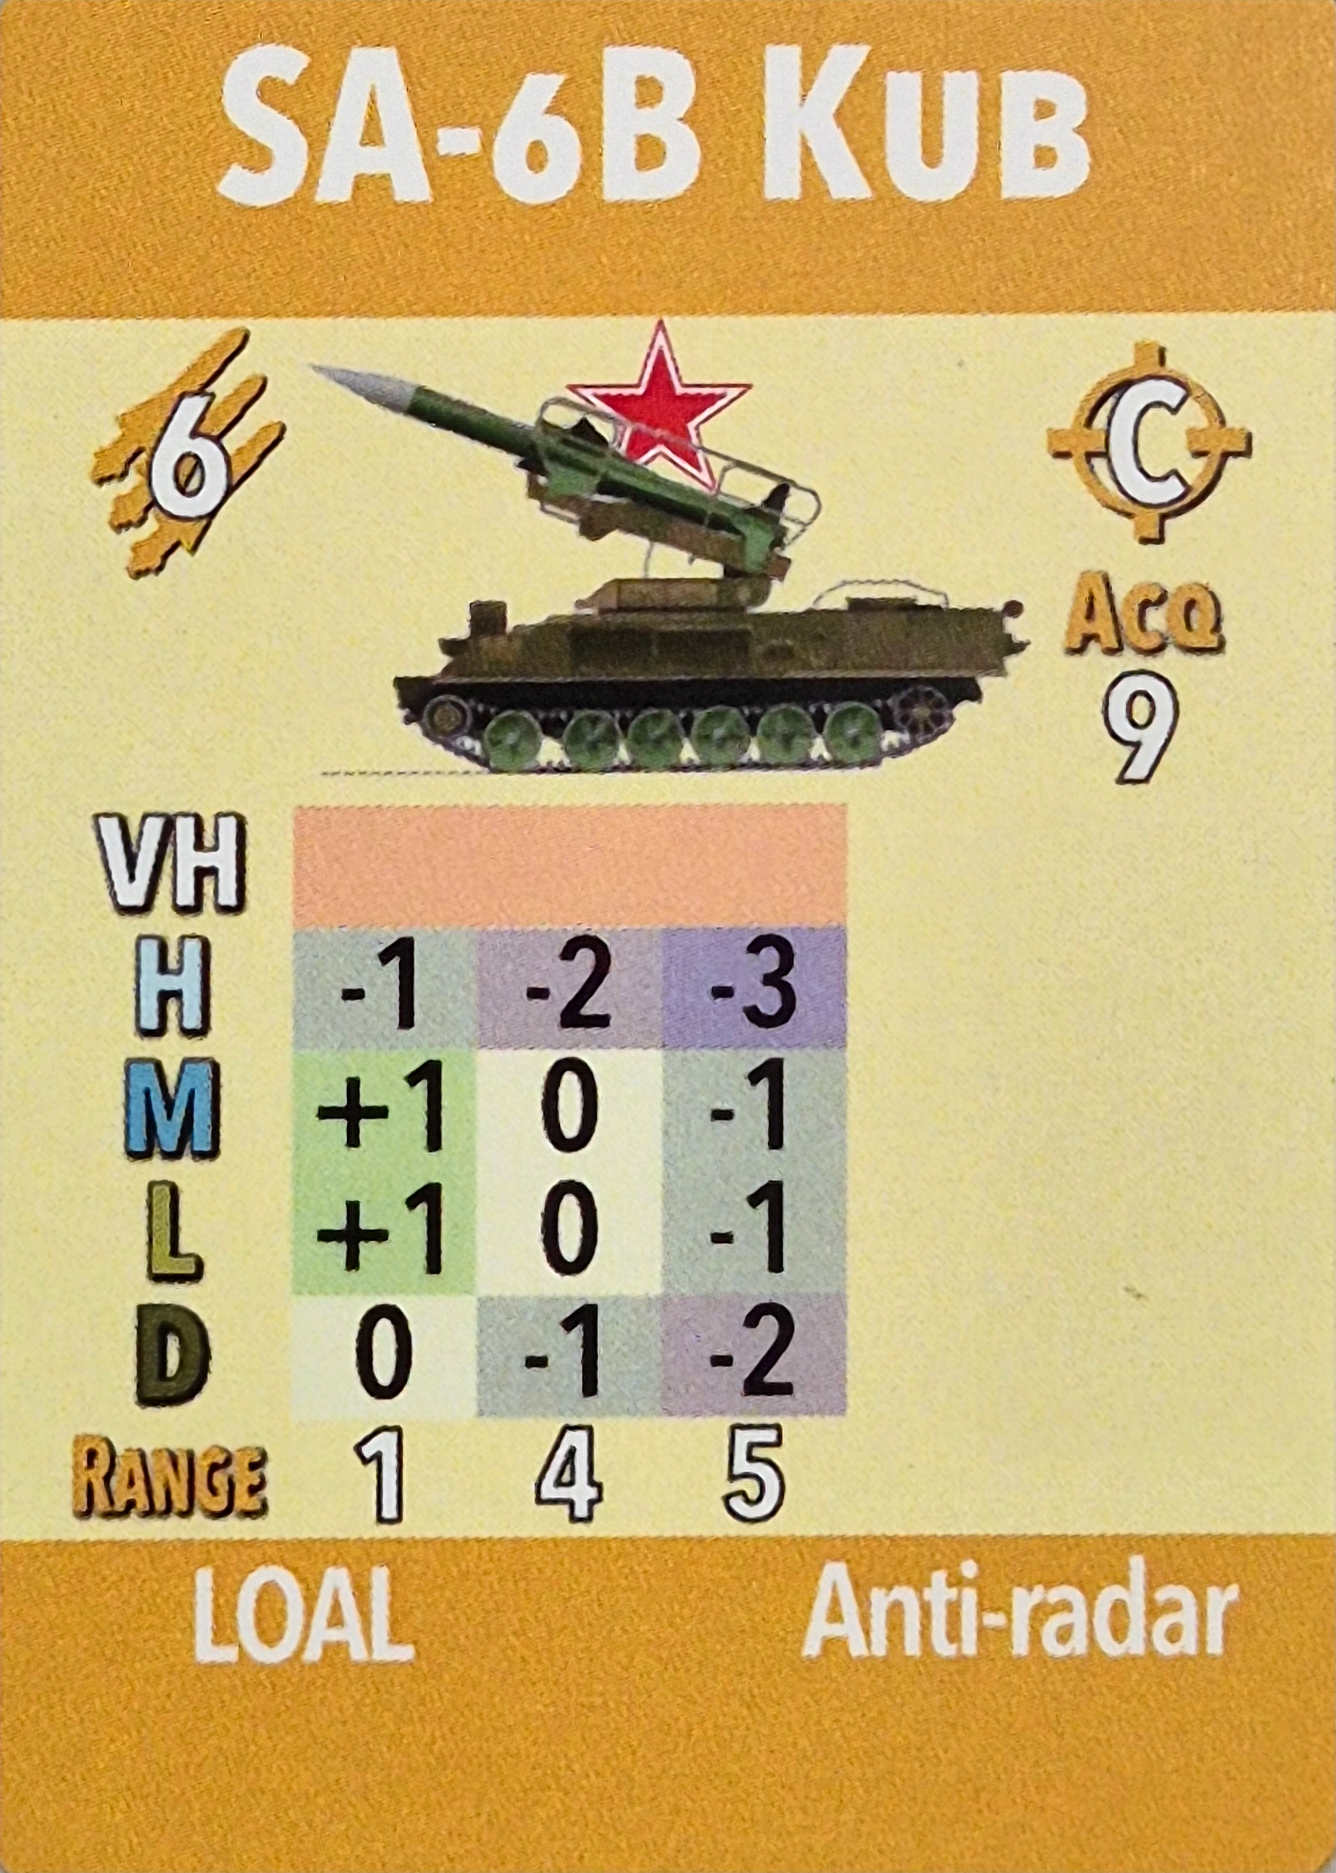 SA-6B KUB
6 C
ACQ
9
VH
H -1 -2 -3
M +1 0 -1
L +1 0 -1
D 0 -1 -2
RANGE 1 4 5
LOAL Anti-radar